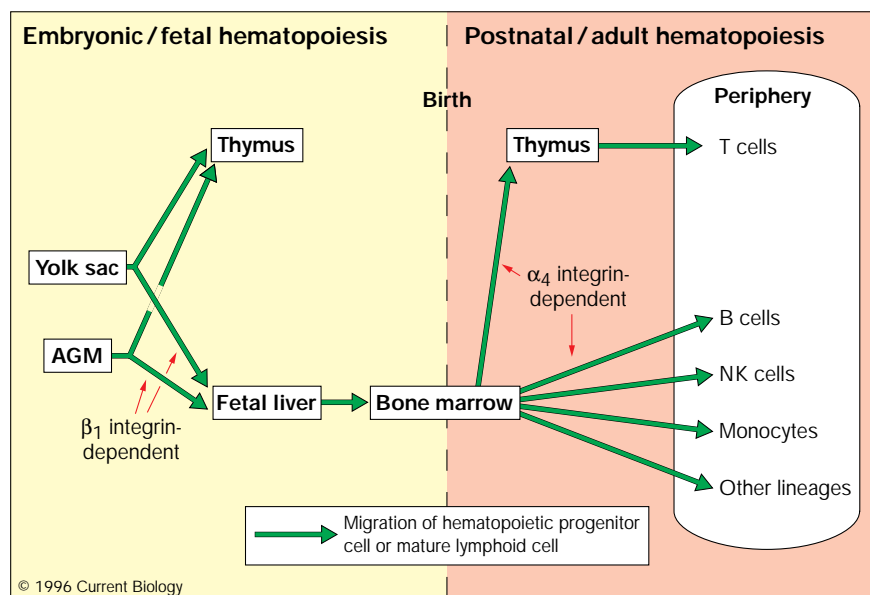 Embryonic/fetal hematopoiesis
Postnatal/adult hematopoiesis
Birth
Periphery
Thymus
Thymus
T cells
Yolk sac
α4 integrin-
dependent
B cells
AGM
NK cells
Fetal liver
Bone marrow
β1 integrin-
dependent
Monocytes
Other lineages
Migration of hematopoietic progenitor
cell or mature lymphoid cell
© 1996 Current Biology